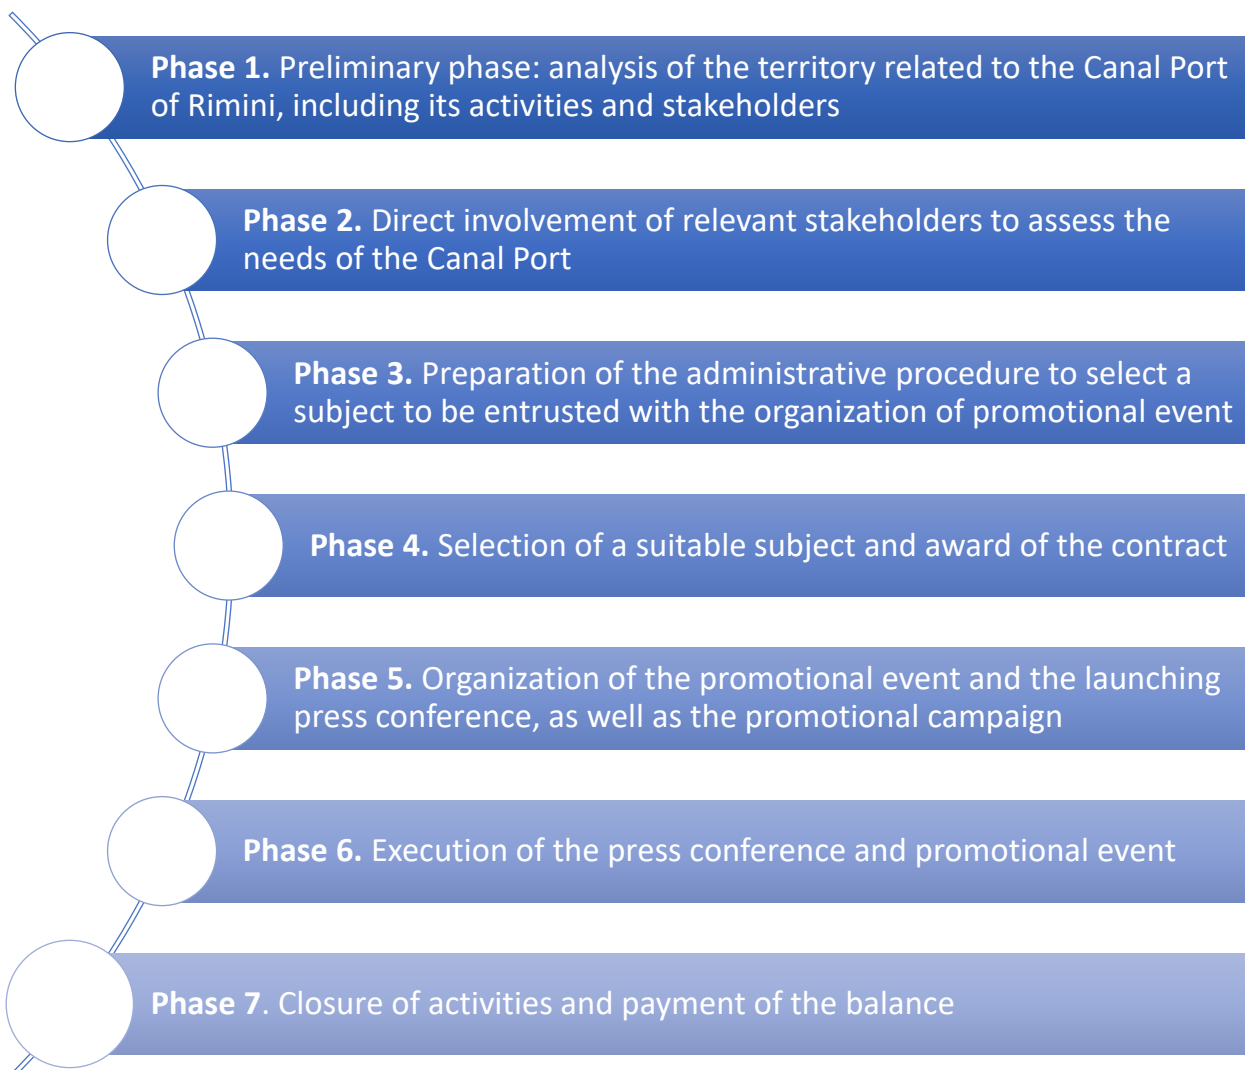 Phase 1. Preliminary phase: analysis of the territory related to the Canal Port
of Rimini, including its activities and stakeholders
Phase 2. Direct involvement of relevant stakeholders to assess the
needs of the Canal Port
Phase 3. Preparation of the administrative procedure to select a
subject to be entrusted with the organization of promotional event
Phase 4. Selection of a suitable subject and award of the contract
Phase 5. Organization of the promotional event and the launching
press conference, as well as the promotional campaign
Phase 6. Execution of the press conference and promotional event
Phase 7. Closure of activities and payment of the balance